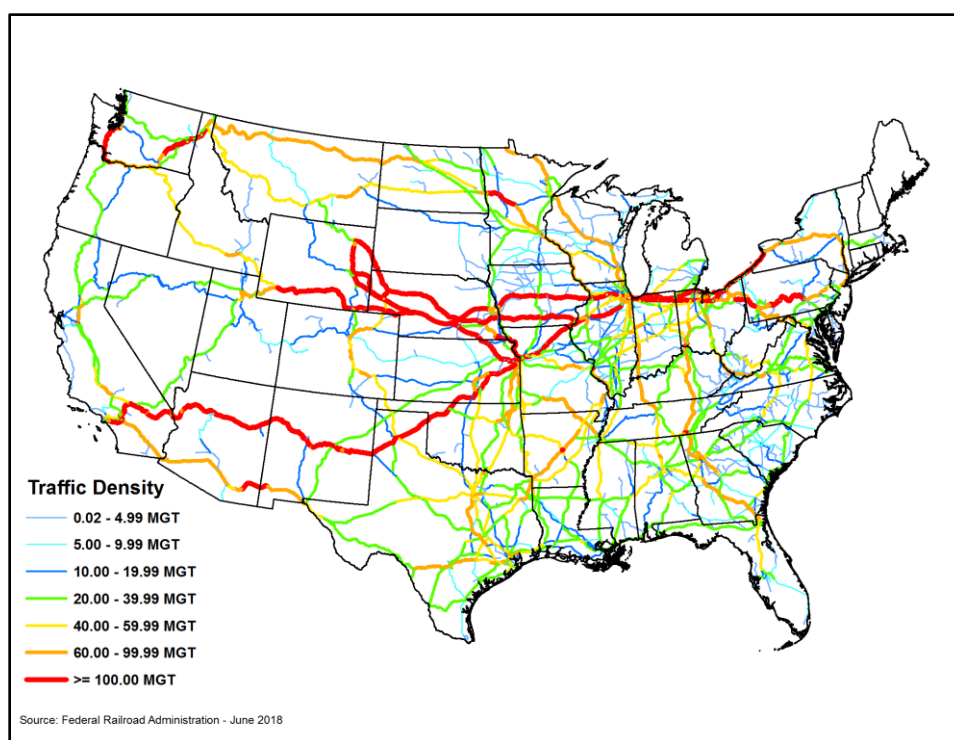 Traffic Density
0.02 - 4.99 MGT
5.00 - 9.99 MGT
10.00 - 19.99 MGT
20.00 - 39.99 MGT
40.00 - 59.99 MGT
60.00 - 99.99 MGT
>= 100.00 MGT
Source: Federal Railroad Administration - June 2018